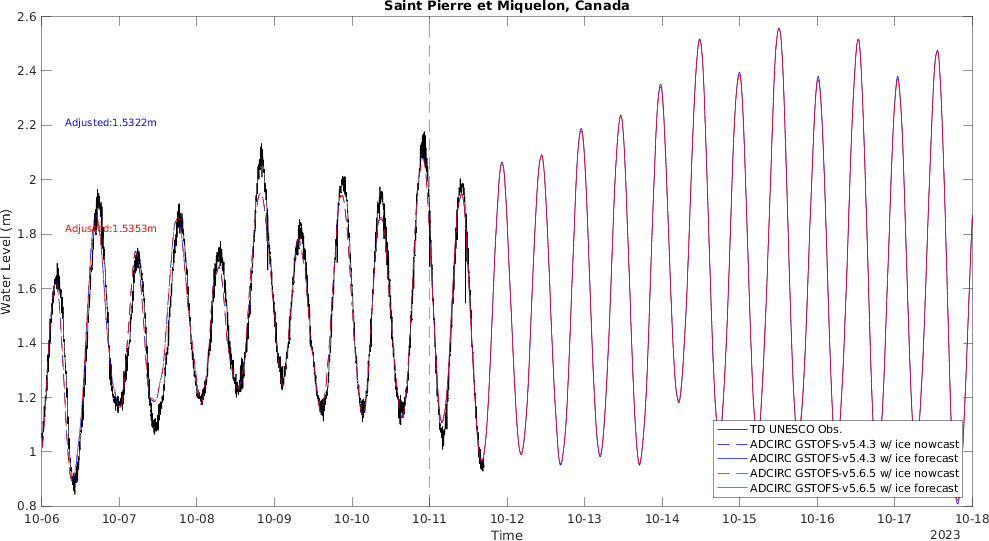 Saint Pierre et Miquelon, Canada
2.6
2.4
2.2
2
1.8
1.6
1.4
1.2
1
0.8
Water Level (m)
Adjusted:1.5322m
Adjusted:1.5353m
TD UNESCO Obs.
ADCIRC GSTOFS-v5.4.3 w/ ice nowcast
ADCIRC GSTOFS-v5.4.3 w/ ice forecast
ADCIRC GSTOFS-v5.6.5 w/ ice nowcast
ADCIRC GSTOFS-v5.6.5 w/ ice forecast
10-06 10-07 10-08 10-09 10-10 10-11 10-12 10-13 10-14 10-15 10-16 10-17 10-18
Time
2023